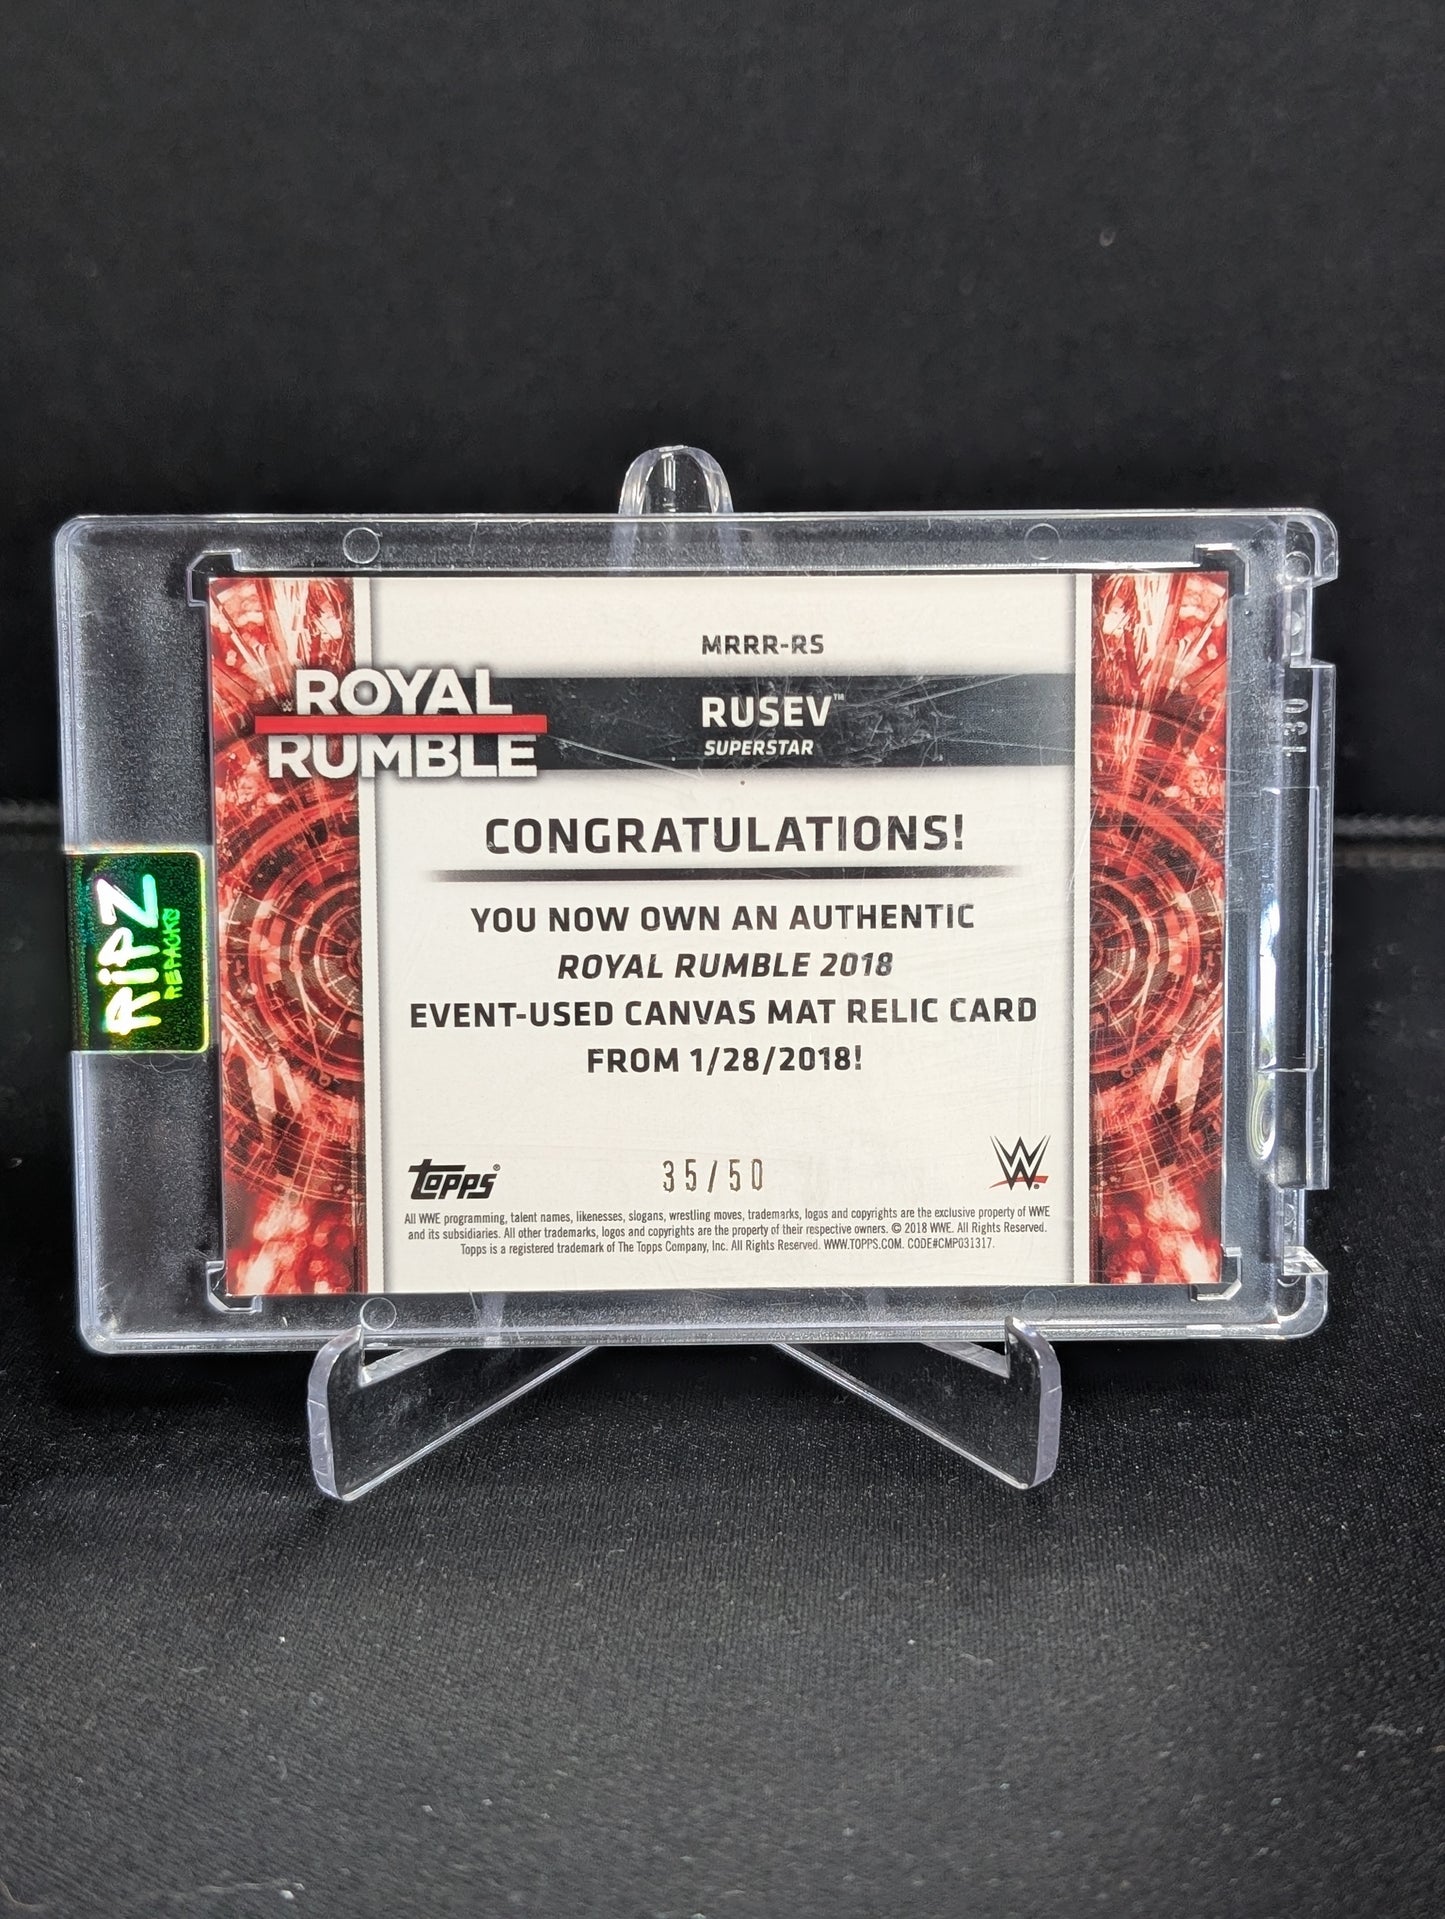 MRRR-RS
ROYAL
RUMBLE
RUSEV™
SUPERSTAR
CONGRATULATIONS!
YOU NOW OWN AN AUTHENTIC
ROYAL RUMBLE 2018
EVENT-USED CANVAS MAT RELIC CARD
FROM 1/28/2018!
Topps®
35/50
W
All WWE programming, talent names, likenesses, slogans, wrestling moves, trademarks, logos and copyrights are the exclusive property of WWE
and its subsidiaries. All other trademarks, logos and copyrights are the property of their respective owners. © 2018 WWE. All Rights Reserved.
Topps is a registered trademark of The Topps Company, Inc. All Rights Reserved. WWW.TOPPS.COM. CODE#CMP031317.
RiPZ
REPACKS
130